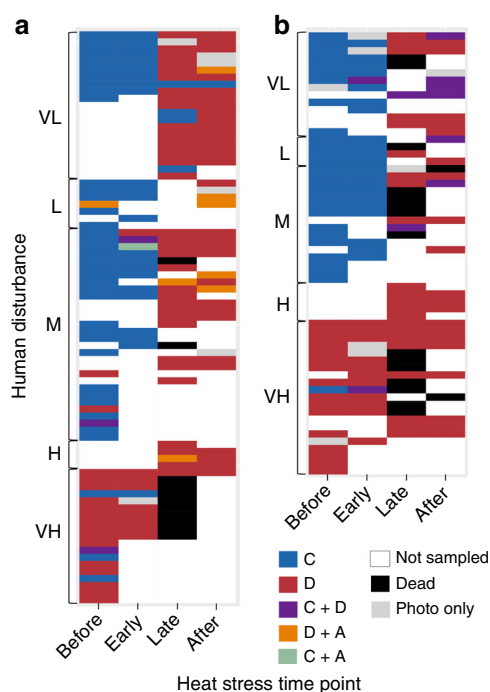 a
b
Human disturbance
VL
L
M
H
VH
VL
L
M
H
VH
Before
Early
Late
After
Before
Early
Late
After
C
D
C + D
D + A
C + A
Not sampled
Dead
Photo only
Heat stress time point